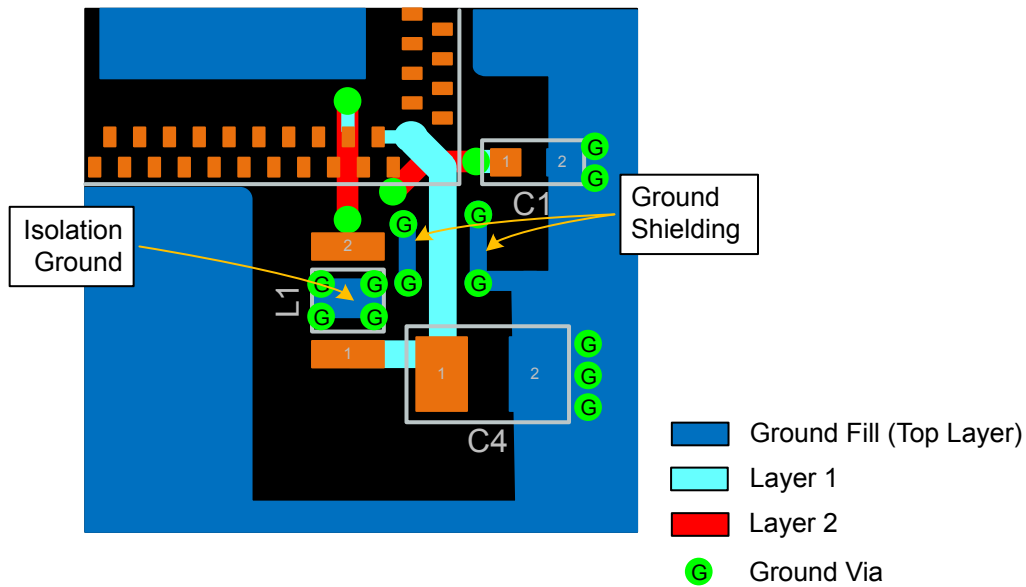 1
2
G
G
C1
Ground
Shielding
Isolation
Ground
G
G
2
G
G
G
G
G
G
L1
1
1
2
G
G
G
C4
Ground Fill (Top Layer)
Layer 1
Layer 2
G
Ground Via